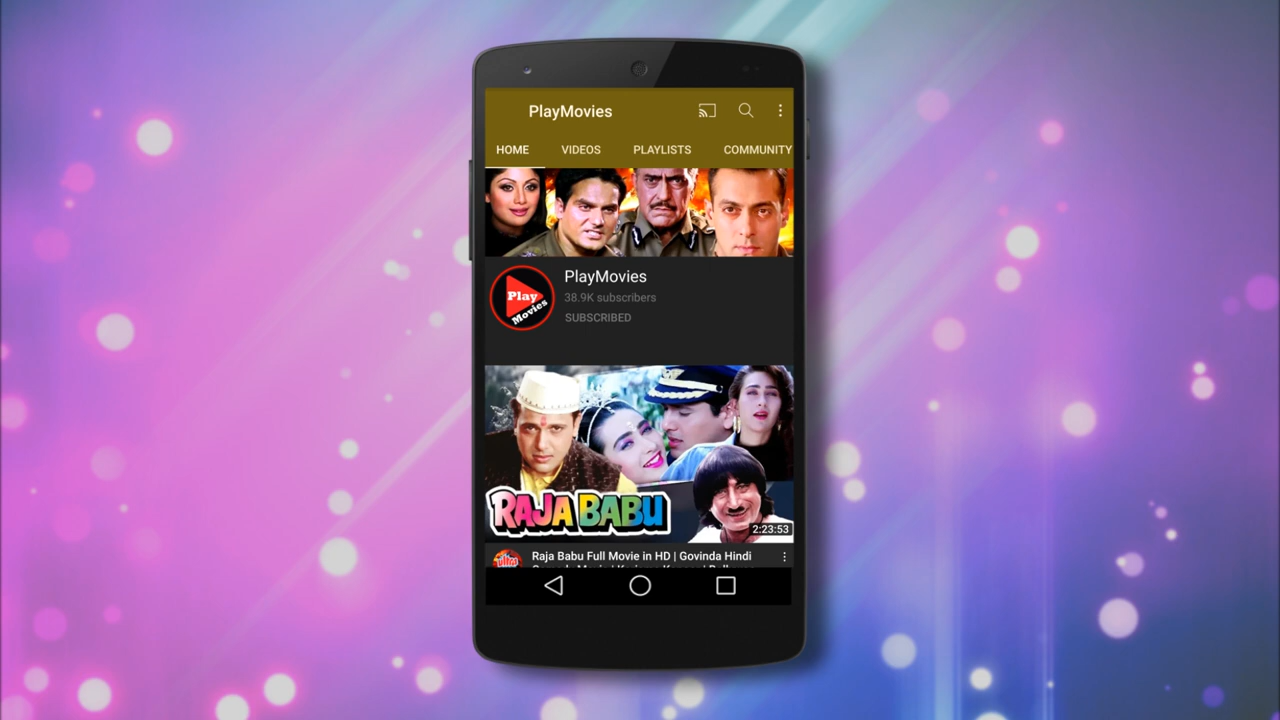 PlayMovies
HOME VIDEOS PLAYLISTS COMMUNITY
PlayMovies
38.9K subscribers
SUBSCRIBED
Play
Movies
RAJA BABU
2:23:53
Raja Babu Full Movie in HD | Govinda Hindi